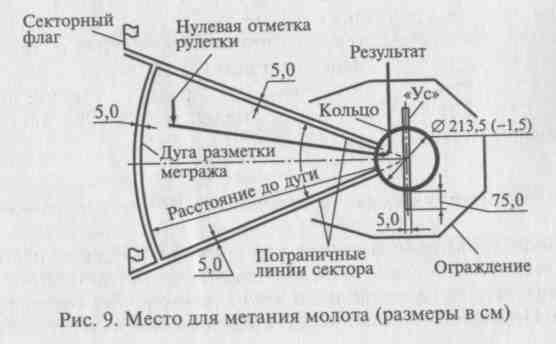 Секторный
флаг
Нулевая отметка
рулетки
Результат
5,0
«Ус»
Кольцо
5,0
∅ 213,5 (−1,5)
Дуга разметки
метража
Расстояние до дуги
75,0
5,0
5,0
Пограничные
линии сектора
Ограждение
Рис. 9. Место для метания молота (размеры в см)